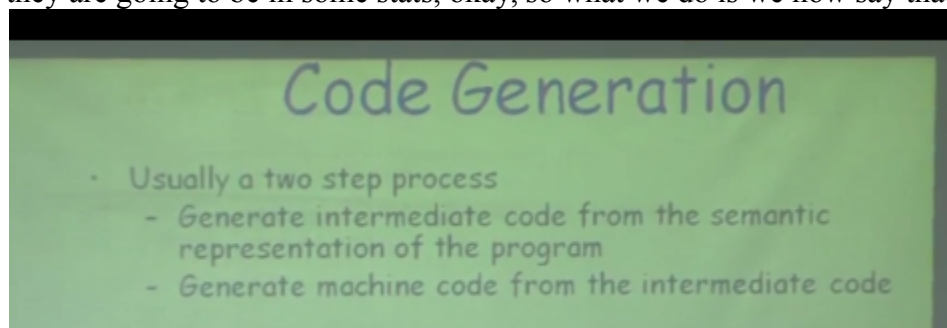 they are going to be in some stats, okay, so what we do is we now say tha
Code Generation
· Usually a two step process
- Generate intermediate code from the semantic
representation of the program
- Generate machine code from the intermediate code